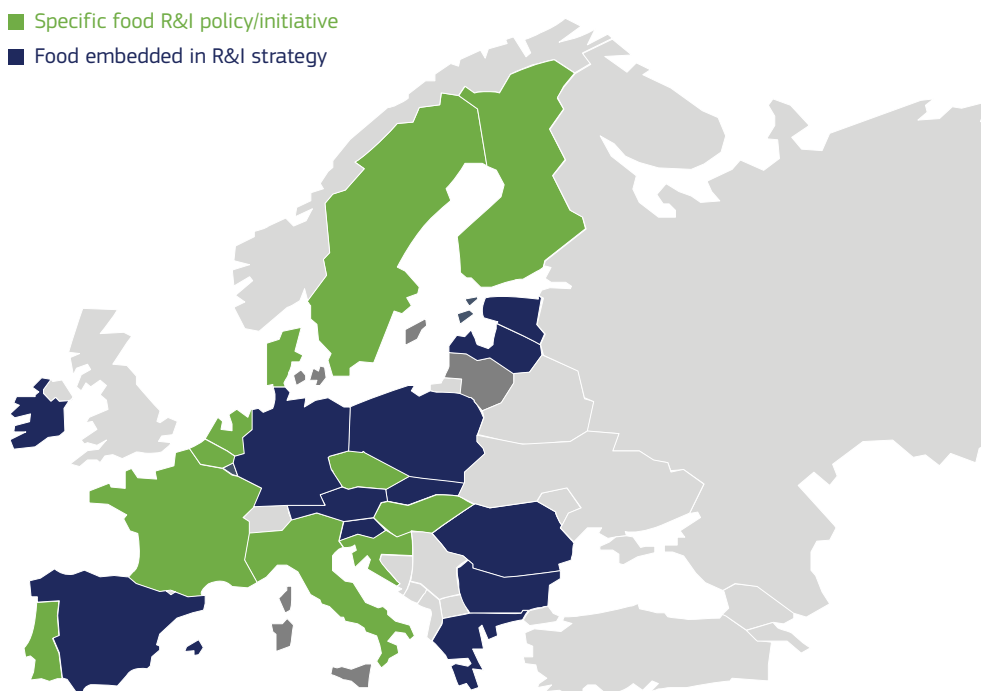 Specific food R&I policy/initiative
Food embedded in R&I strategy